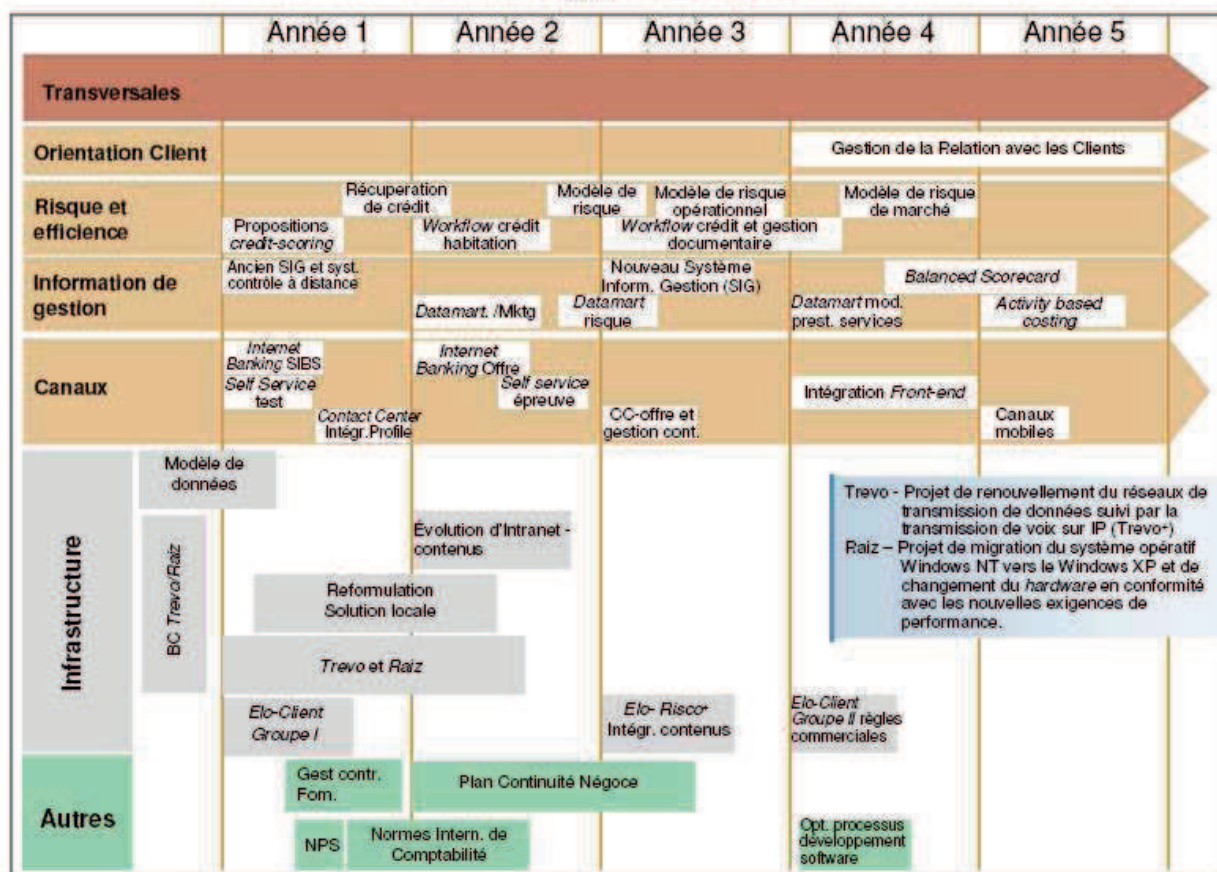 Année 1
Année 2
Année 3
Année 4
Année 5
Transversales
Orientation Client
Gestion de la Relation avec les Clients
Risque et
efficience
Récuperation
de crédit
Modèle de
risque
Modèle de risque
opérationnel
Modèle de risque
de marché
Propositions
credit-scoring
Workflow crédit
habitation
Workflow crédit et gestion
documentaire
Information de
gestion
Ancien SIG et syst.
contrôle à distance
Nouveau Système
Inform. Gestion (SIG)
Balanced Scorecard
Datamart. /Mktg
Datamart
risque
Datamart mod.
prest. services
Activity based
costing
Canaux
Internet
Banking SIBS
Internet
Banking Offre
Self Service
test
Self service
épreuve
Intégration Front-end
Contact Center
Intégr.Profile
CC-offre et
gestion cont.
Canaux
mobiles
Infrastructure
Modèle de
données
BC Trevo/Raiz
Évolution d'Intranet -
contenus
Reformulation
Solution locale
Trevo et Raiz
Elo-Client
Groupe I
Elo- Risco+
Intégr. contenus
Elo-Client
Groupe II règles
commerciales
Trevo - Projet de renouvellement du réseaux de
transmission de données suivi par la
transmission de voix sur IP (Trevo+)
Raiz – Projet de migration du système opératif
Windows NT vers le Windows XP et de
changement du hardware en conformité
avec les nouvelles exigences de
performance.
Autres
Gest contr.
Forn.
Plan Continuité Négoce
NPS
Normes Intern. de
Comptabilité
Opt. processus
développement
software